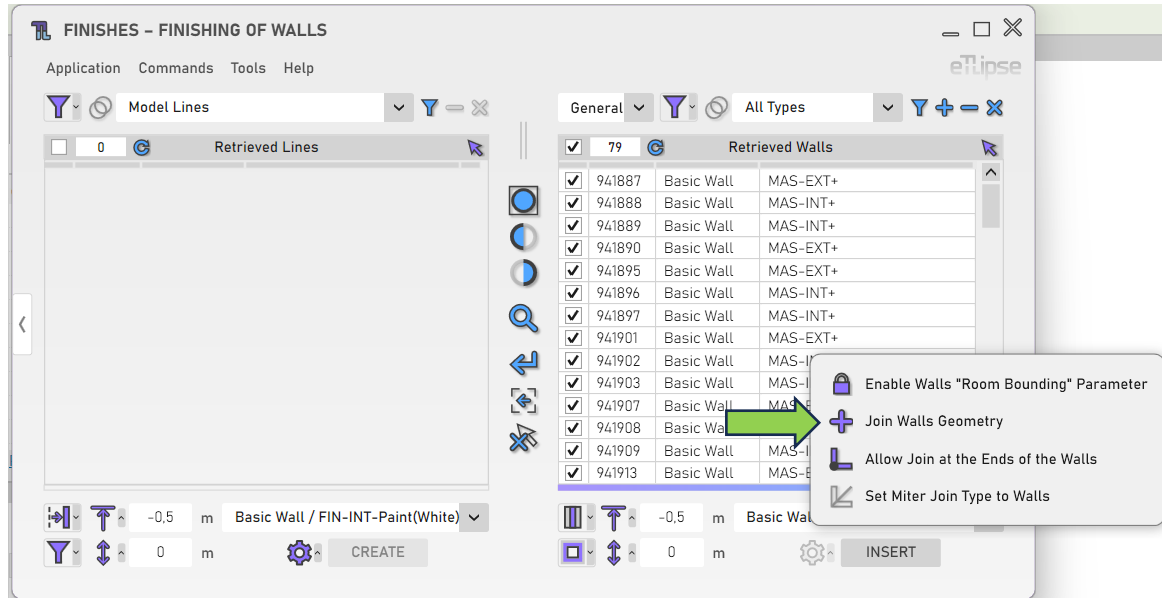 FINISHES – FINISHING OF WALLS
Application Commands Tools Help
eTLipse
Model Lines
General
All Types
0 Retrieved Lines
79 Retrieved Walls
941887 Basic Wall MAS-EXT+
941888 Basic Wall MAS-INT+
941889 Basic Wall MAS-INT+
941890 Basic Wall MAS-EXT+
941895 Basic Wall MAS-EXT+
941896 Basic Wall MAS-INT+
941897 Basic Wall MAS-INT+
941901 Basic Wall MAS-EXT+
941902 Basic Wall
941903 Basic Wall
941907 Basic Wall
941908 Basic
941909 Basic Wall
941913 Basic Wall
Enable Walls "Room Bounding" Parameter
Join Walls Geometry
Allow Join at the Ends of the Walls
Set Miter Join Type to Walls
-0,5 m Basic Wall / FIN-INT-Paint(White)
-0,5 m Basic
0 m CREATE
0 m INSERT